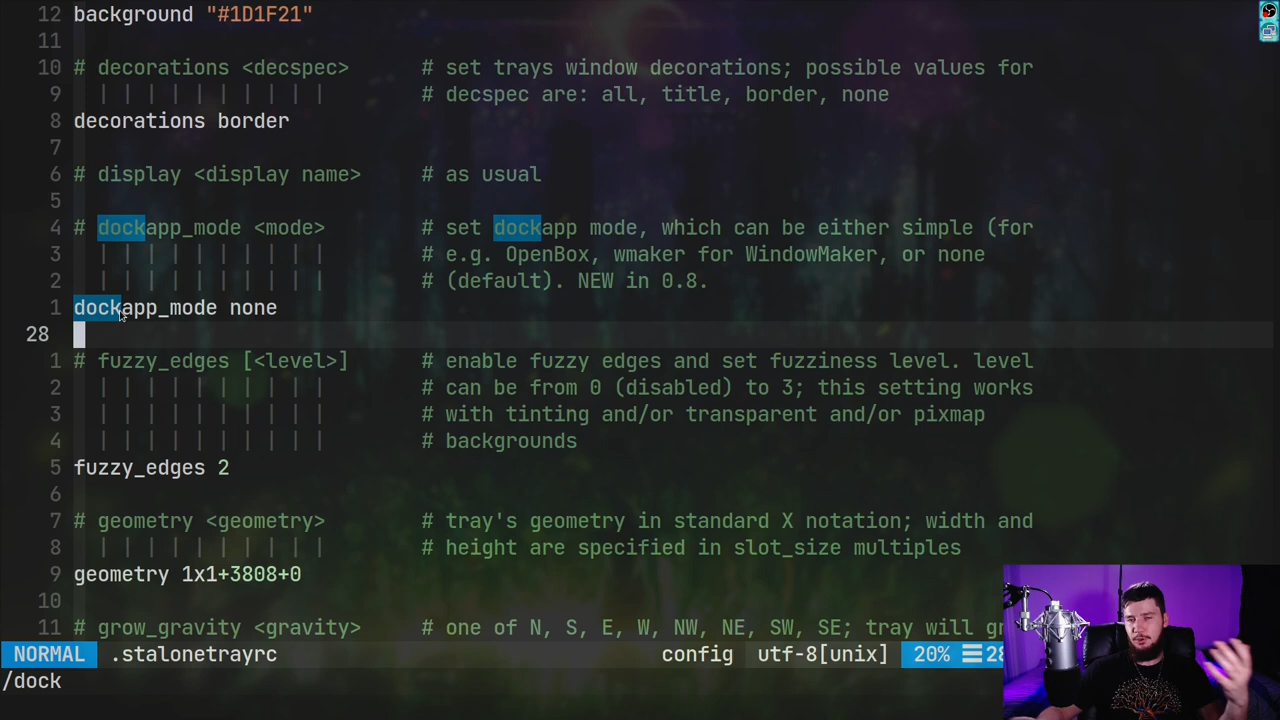 12 background "#1D1F21"
11
10 # decorations <decspec> # set trays window decorations; possible values for
9 # decspec are: all, title, border, none
8 decorations border
7
6 # display <display name> # as usual
5
4 # dockapp_mode <mode> # set dockapp mode, which can be either simple (for
3 # e.g. OpenBox, wmaker for WindowMaker, or none
2 # (default). NEW in 0.8.
1 dockapp_mode none
28
1 # fuzzy_edges [<level>] # enable fuzzy edges and set fuzziness level. level
2 # can be from 0 (disabled) to 3; this setting works
3 # with tinting and/or transparent and/or pixmap
4 # backgrounds
5 fuzzy_edges 2
6
7 # geometry <geometry> # tray's geometry in standard X notation; width and
8 # height are specified in slot_size multiples
9 geometry 1x1+3808+0
10
11 # grow_gravity <gravity> # one of N, S, E, W, NW, NE, SW, SE; tray will
NORMAL .stalonetrayrc config utf-8[unix] 20% ☰28
/dock